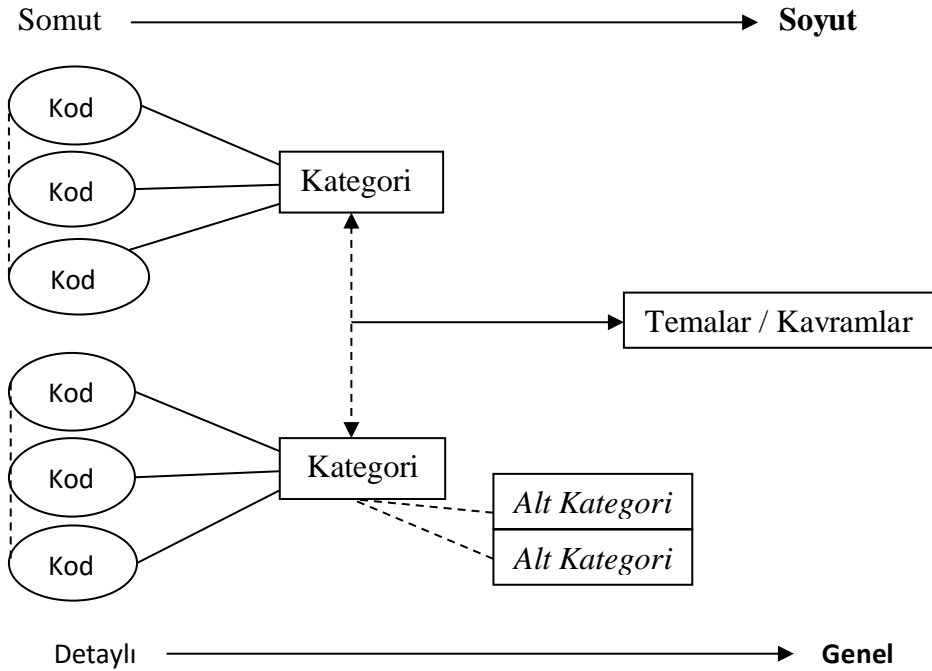 Somut
Soyut
Kod
Kod
Kategori
Kod
Temalar / Kavramlar
Kod
Kod
Kategori
Alt Kategori
Kod
Alt Kategori
Detaylı
Genel